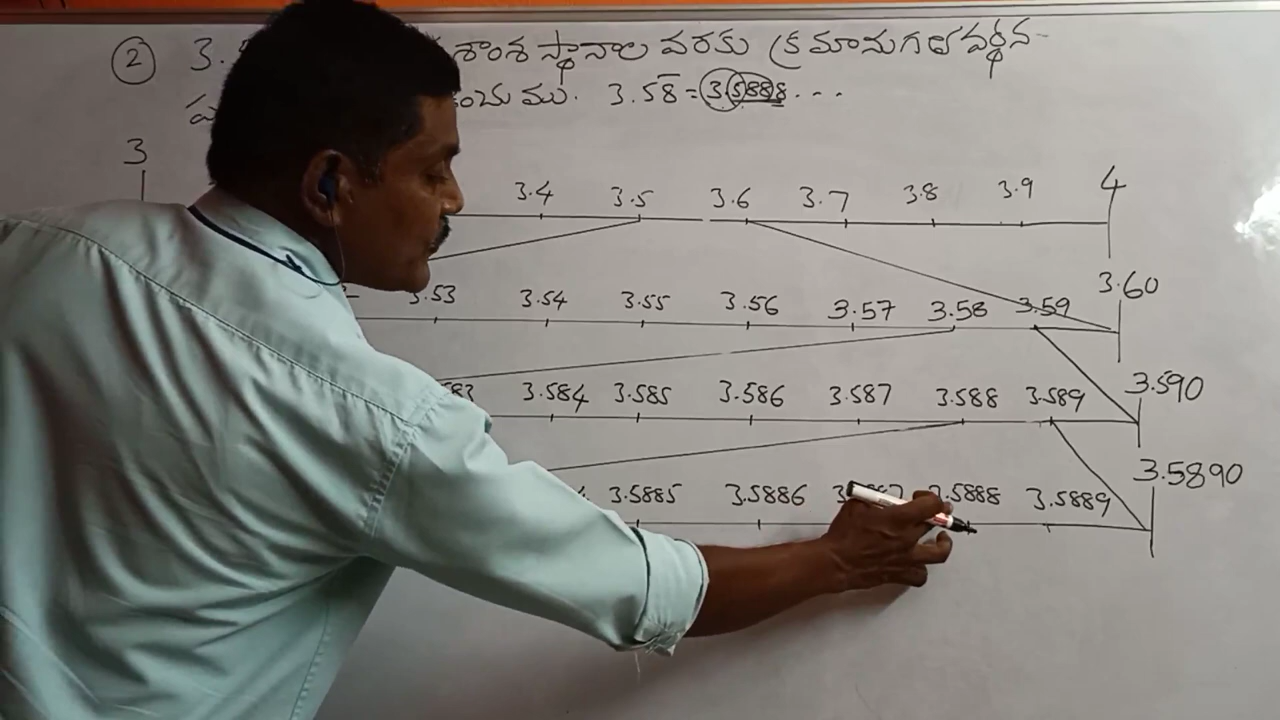 ② 3. శాంశ స్థానాల వరకు క్రమానుగత వర్ధన
ము. 3.58̅ = 3.5888...
3 3.4 3.5 3.6 3.7 3.8 3.9 4
3.53 3.54 3.55 3.56 3.57 3.58 3.59 3.60
83 3.584 3.585 3.586 3.587 3.588 3.589 3.590
3.5885 3.5886 3.5888 3.5889 3.5890